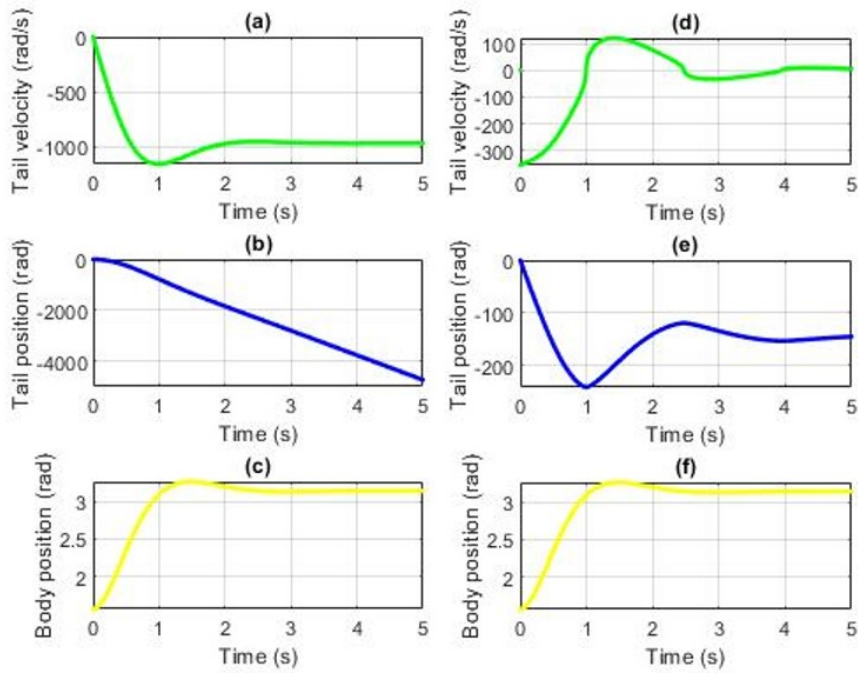 (a)
Tail velocity (rad/s)
0
-500
-1000
0 1 2 3 4 5
Time (s)
(d)
Tail velocity (rad/s)
100
0
-100
-200
-300
0 1 2 3 4 5
Time (s)
(b)
Tail position (rad)
0
-2000
-4000
0 1 2 3 4 5
Time (s)
(e)
Tail position (rad)
0
-100
-200
0 1 2 3 4 5
Time (s)
(c)
Body position (rad)
3
2.5
2
0 1 2 3 4 5
Time (s)
(f)
Body position (rad)
3
2.5
2
0 1 2 3 4 5
Time (s)